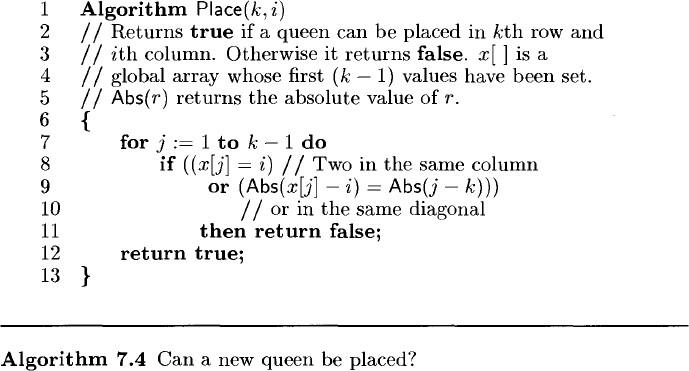 1 Algorithm Place(k, i)
2 // Returns true if a queen can be placed in kth row and
3 // ith column. Otherwise it returns false. x[ ] is a
4 // global array whose first (k − 1) values have been set.
5 // Abs(r) returns the absolute value of r.
6 {
7 for j := 1 to k − 1 do
8 if ((x[j] = i) // Two in the same column
9 or (Abs(x[j] − i) = Abs(j − k)))
10 // or in the same diagonal
11 then return false;
12 return true;
13 }
Algorithm 7.4 Can a new queen be placed?